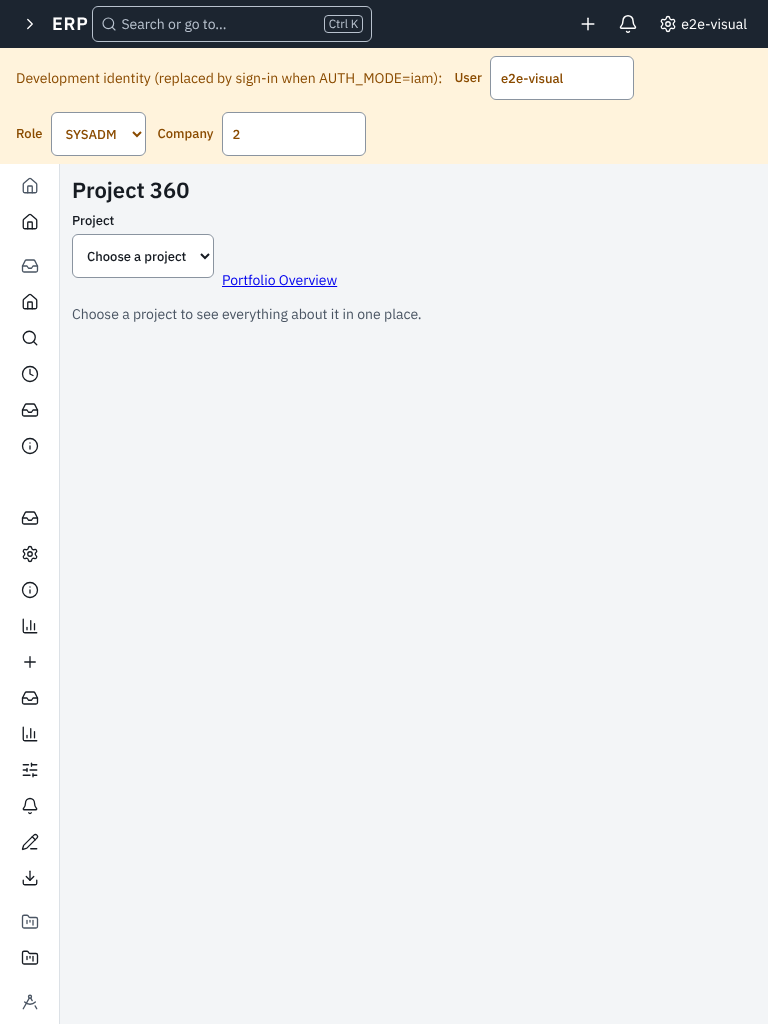 ERP
Search or go to...
Ctrl K
e2e-visual
Development identity (replaced by sign-in when AUTH_MODE=iam):
User
e2e-visual
Role
SYSADM
Company
2
Project 360
Project
Choose a project
Portfolio Overview
Choose a project to see everything about it in one place.